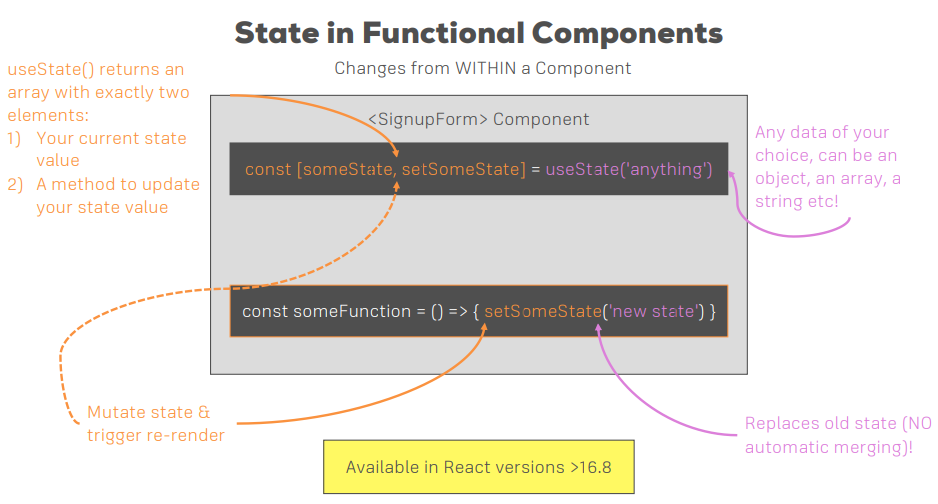 State in Functional Components
Changes from WITHIN a Component
useState() returns an
array with exactly two
elements:
1) Your current state
value
2) A method to update
your state value
<SignupForm> Component
const [someState, setSomeState] = useState('anything')
Any data of your
choice, can be an
object, an array, a
string etc!
const someFunction = () => { setSomeState('new state') }
Mutate state &
trigger re-render
Replaces old state (NO
automatic merging)!
Available in React versions >16.8